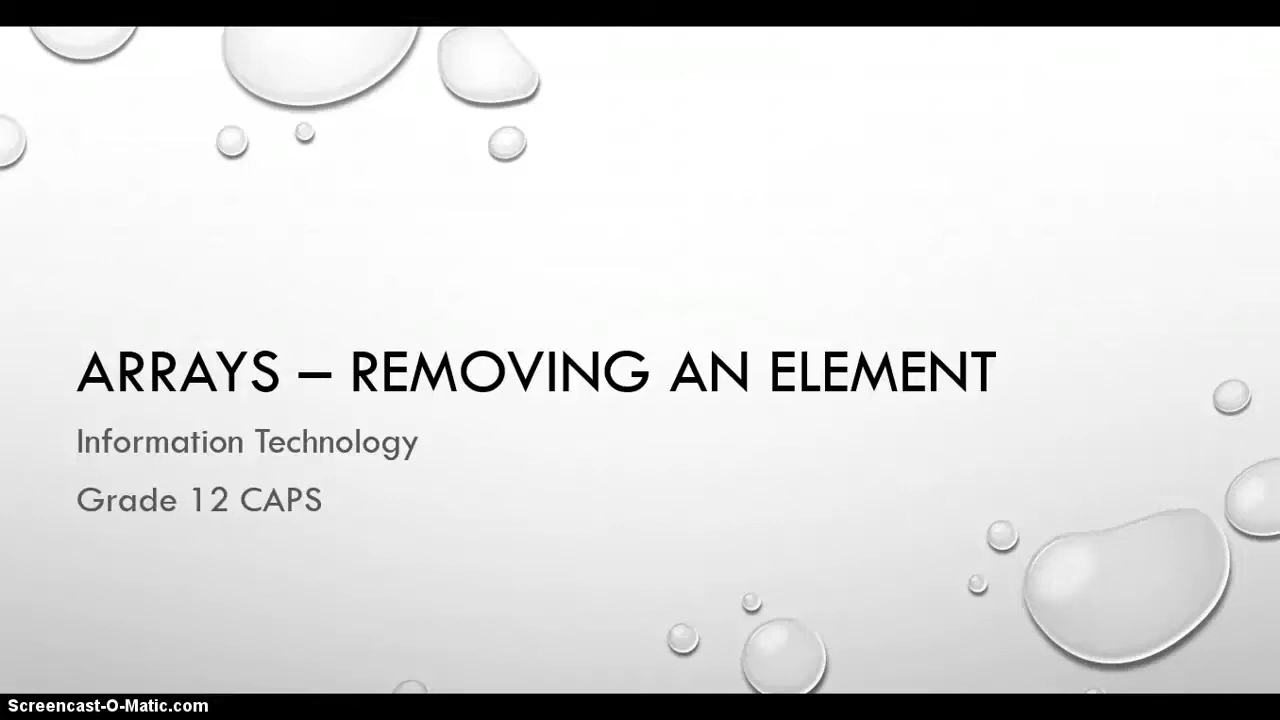 ARRAYS – REMOVING AN ELEMENT
Information Technology
Grade 12 CAPS
Screencast-O-Matic.com